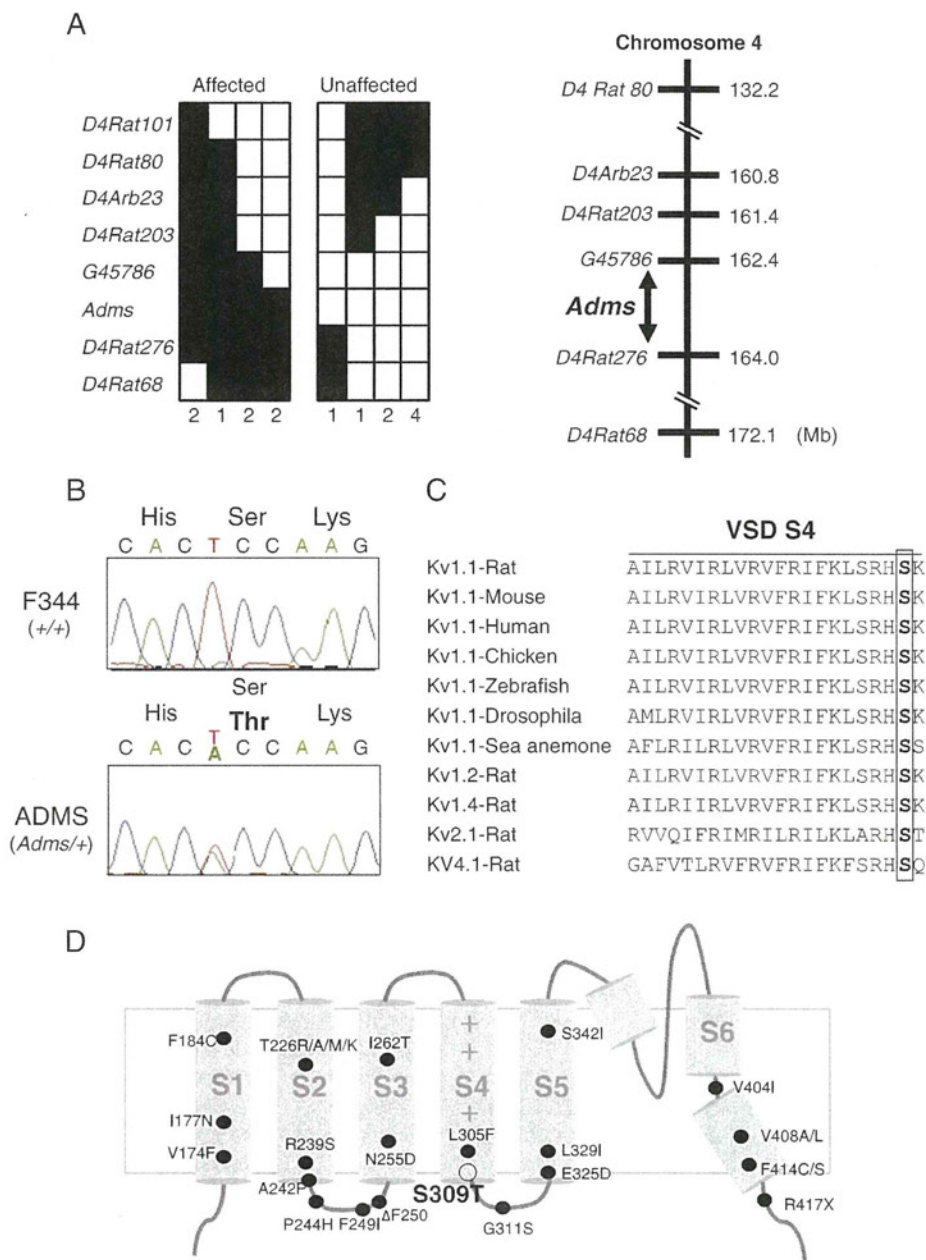 A
Affected
Unaffected
D4Rat101
D4Rat80
D4Arb23
D4Rat203
G45786
Adms
D4Rat276
D4Rat68
2 1 2 2
1 1 2 4
Chromosome 4
D4 Rat 80 132.2
D4Arb23 160.8
D4Rat203 161.4
G45786 162.4
Adms
D4Rat276 164.0
D4Rat68 172.1 (Mb)
B
His Ser Lys
C A C T C C A A G
F344
(+/+)
Ser
His Thr Lys
T
C A C A C C A A G
ADMS
(Adms/+)
C
VSD S4
Kv1.1-Rat AILRVIRLVRVFRIFKLSRHSK
Kv1.1-Mouse AILRVIRLVRVFRIFKLSRHSK
Kv1.1-Human AILRVIRLVRVFRIFKLSRHSK
Kv1.1-Chicken AILRVIRLVRVFRIFKLSRHSK
Kv1.1-Zebrafish AILRVIRLVRVFRIFKLSRHSK
Kv1.1-Drosophila AMLRVIRLVRVFRIFKLSRHSK
Kv1.1-Sea anemone AFLRILRLVRVFRIFKLSRHSS
Kv1.2-Rat AILRVIRLVRVFRIFKLSRHSK
Kv1.4-Rat AILRIIRLVRVFRIFKLSRHSK
Kv2.1-Rat RVVQIFRIMRILRILKLARHST
KV4.1-Rat GAFVTLRVFRVFRIFKFSRHSQ
D
F184C
T226R/A/M/K
I262T
+
+
+
S342I
S1
S2
S3
S4
S5
S6
V404I
I177N
V174F
R239S
N255D
L305F
L329I
E325D
V408A/L
F414C/S
R417X
A242P
P244H
F249I
ΔF250
S309T
G311S